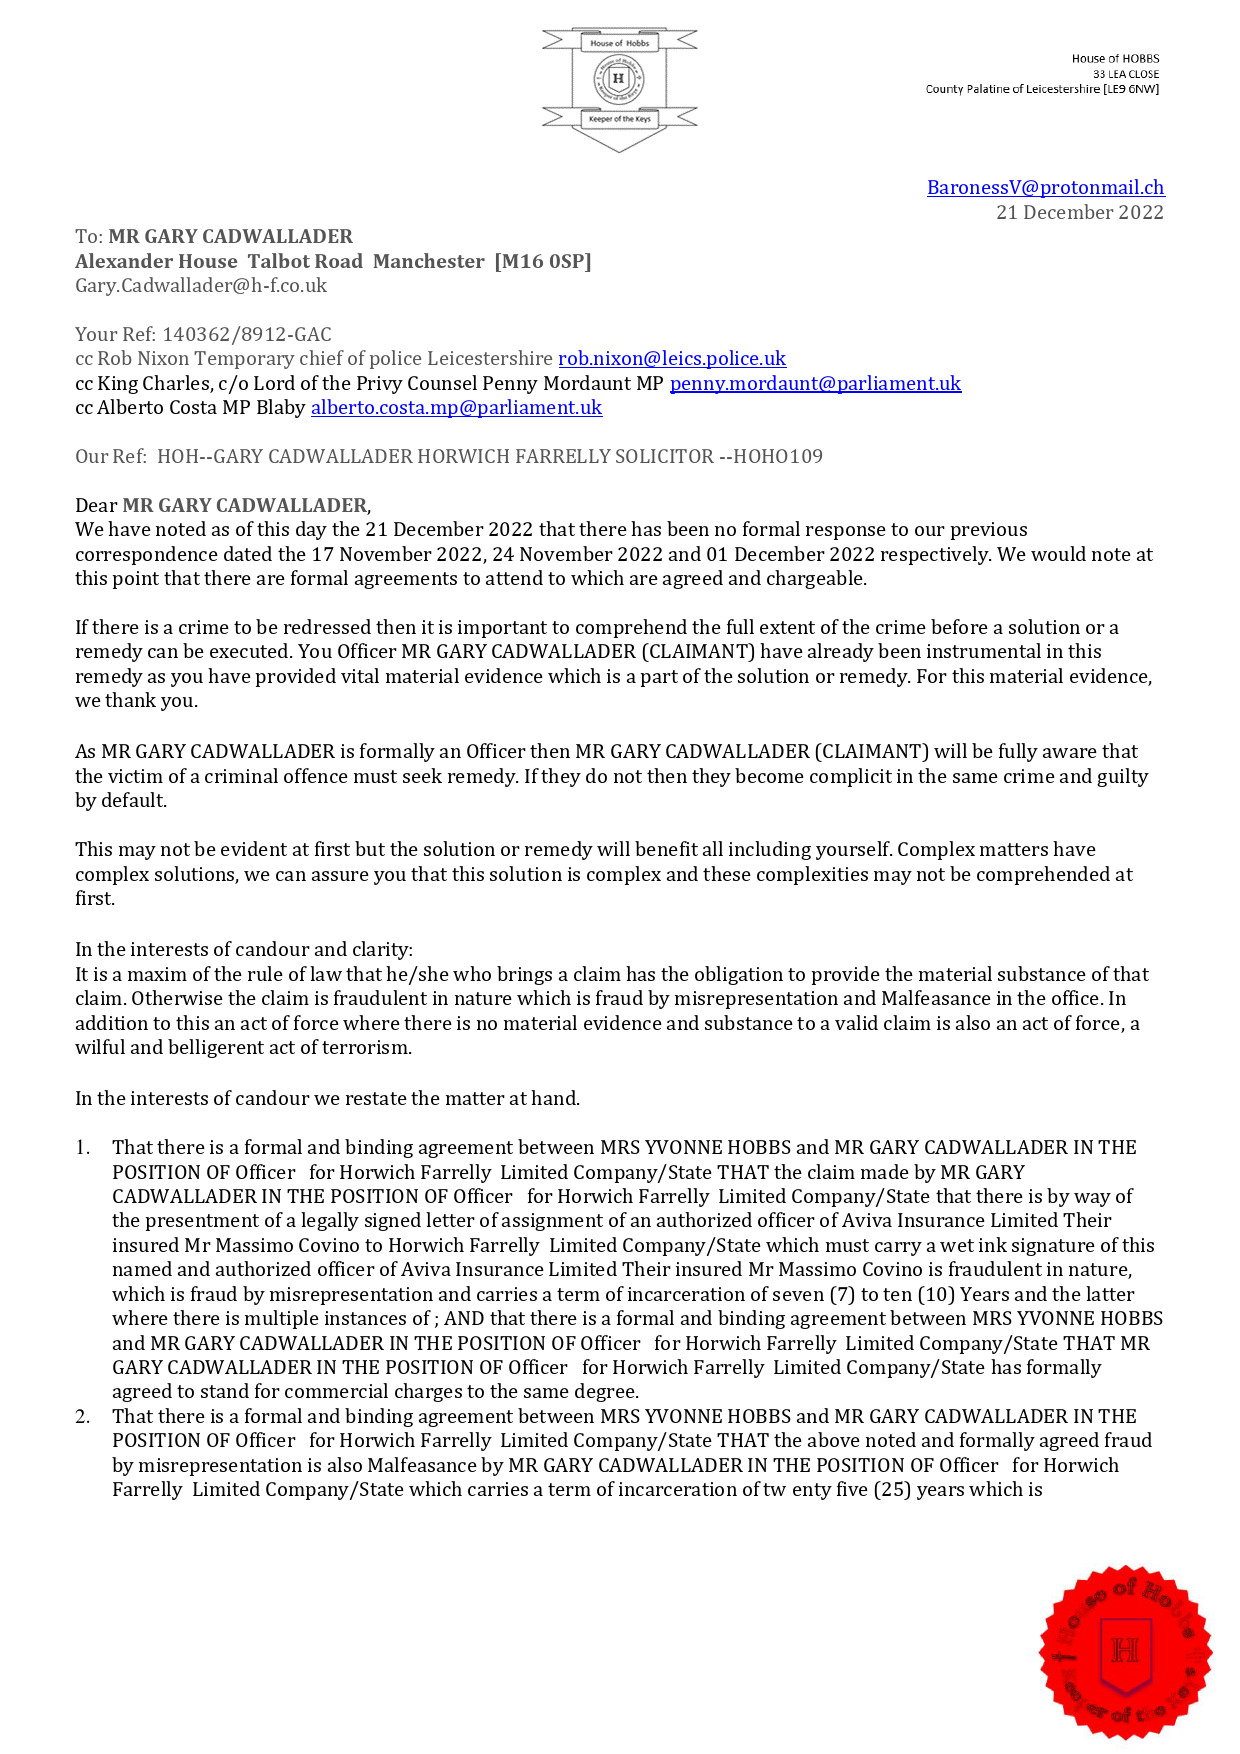 House of Hobbs
House of Hobbs
H
Keeper of the Keys
Keeper of the Keys
House of HOBBS
33 LEA CLOSE
County Palatine of Leicestershire [LE9 6NW]
BaronessV@protonmail.ch
21 December 2022
To: MR GARY CADWALLADER
Alexander House Talbot Road Manchester [M16 0SP]
Gary.Cadwallader@h-f.co.uk
Your Ref: 140362/8912-GAC
cc Rob Nixon Temporary chief of police Leicestershire rob.nixon@leics.police.uk
cc King Charles, c/o Lord of the Privy Counsel Penny Mordaunt MP penny.mordaunt@parliament.uk
cc Alberto Costa MP Blaby alberto.costa.mp@parliament.uk
Our Ref: HOH--GARY CADWALLADER HORWICH FARRELLY SOLICITOR --HOHO109
Dear MR GARY CADWALLADER,
We have noted as of this day the 21 December 2022 that there has been no formal response to our previous
correspondence dated the 17 November 2022, 24 November 2022 and 01 December 2022 respectively. We would note at
this point that there are formal agreements to attend to which are agreed and chargeable.
If there is a crime to be redressed then it is important to comprehend the full extent of the crime before a solution or a
remedy can be executed. You Officer MR GARY CADWALLADER (CLAIMANT) have already been instrumental in this
remedy as you have provided vital material evidence which is a part of the solution or remedy. For this material evidence,
we thank you.
As MR GARY CADWALLADER is formally an Officer then MR GARY CADWALLADER (CLAIMANT) will be fully aware that
the victim of a criminal offence must seek remedy. If they do not then they become complicit in the same crime and guilty
by default.
This may not be evident at first but the solution or remedy will benefit all including yourself. Complex matters have
complex solutions, we can assure you that this solution is complex and these complexities may not be comprehended at
first.
In the interests of candour and clarity:
It is a maxim of the rule of law that he/she who brings a claim has the obligation to provide the material substance of that
claim. Otherwise the claim is fraudulent in nature which is fraud by misrepresentation and Malfeasance in the office. In
addition to this an act of force where there is no material evidence and substance to a valid claim is also an act of force, a
wilful and belligerent act of terrorism.
In the interests of candour we restate the matter at hand.
1. That there is a formal and binding agreement between MRS YVONNE HOBBS and MR GARY CADWALLADER IN THE
POSITION OF Officer for Horwich Farrelly Limited Company/State THAT the claim made by MR GARY
CADWALLADER IN THE POSITION OF Officer for Horwich Farrelly Limited Company/State that there is by way of
the presentment of a legally signed letter of assignment of an authorized officer of Aviva Insurance Limited Their
insured Mr Massimo Covino to Horwich Farrelly Limited Company/State which must carry a wet ink signature of this
named and authorized officer of Aviva Insurance Limited Their insured Mr Massimo Covino is fraudulent in nature,
which is fraud by misrepresentation and carries a term of incarceration of seven (7) to ten (10) Years and the latter
where there is multiple instances of ; AND that there is a formal and binding agreement between MRS YVONNE HOBBS
and MR GARY CADWALLADER IN THE POSITION OF Officer for Horwich Farrelly Limited Company/State THAT MR
GARY CADWALLADER IN THE POSITION OF Officer for Horwich Farrelly Limited Company/State has formally
agreed to stand for commercial charges to the same degree.
2. That there is a formal and binding agreement between MRS YVONNE HOBBS and MR GARY CADWALLADER IN THE
POSITION OF Officer for Horwich Farrelly Limited Company/State THAT the above noted and formally agreed fraud
by misrepresentation is also Malfeasance by MR GARY CADWALLADER IN THE POSITION OF Officer for Horwich
Farrelly Limited Company/State which carries a term of incarceration of tw enty five (25) years which is
House of Hobbs
H
Keeper of the Keys